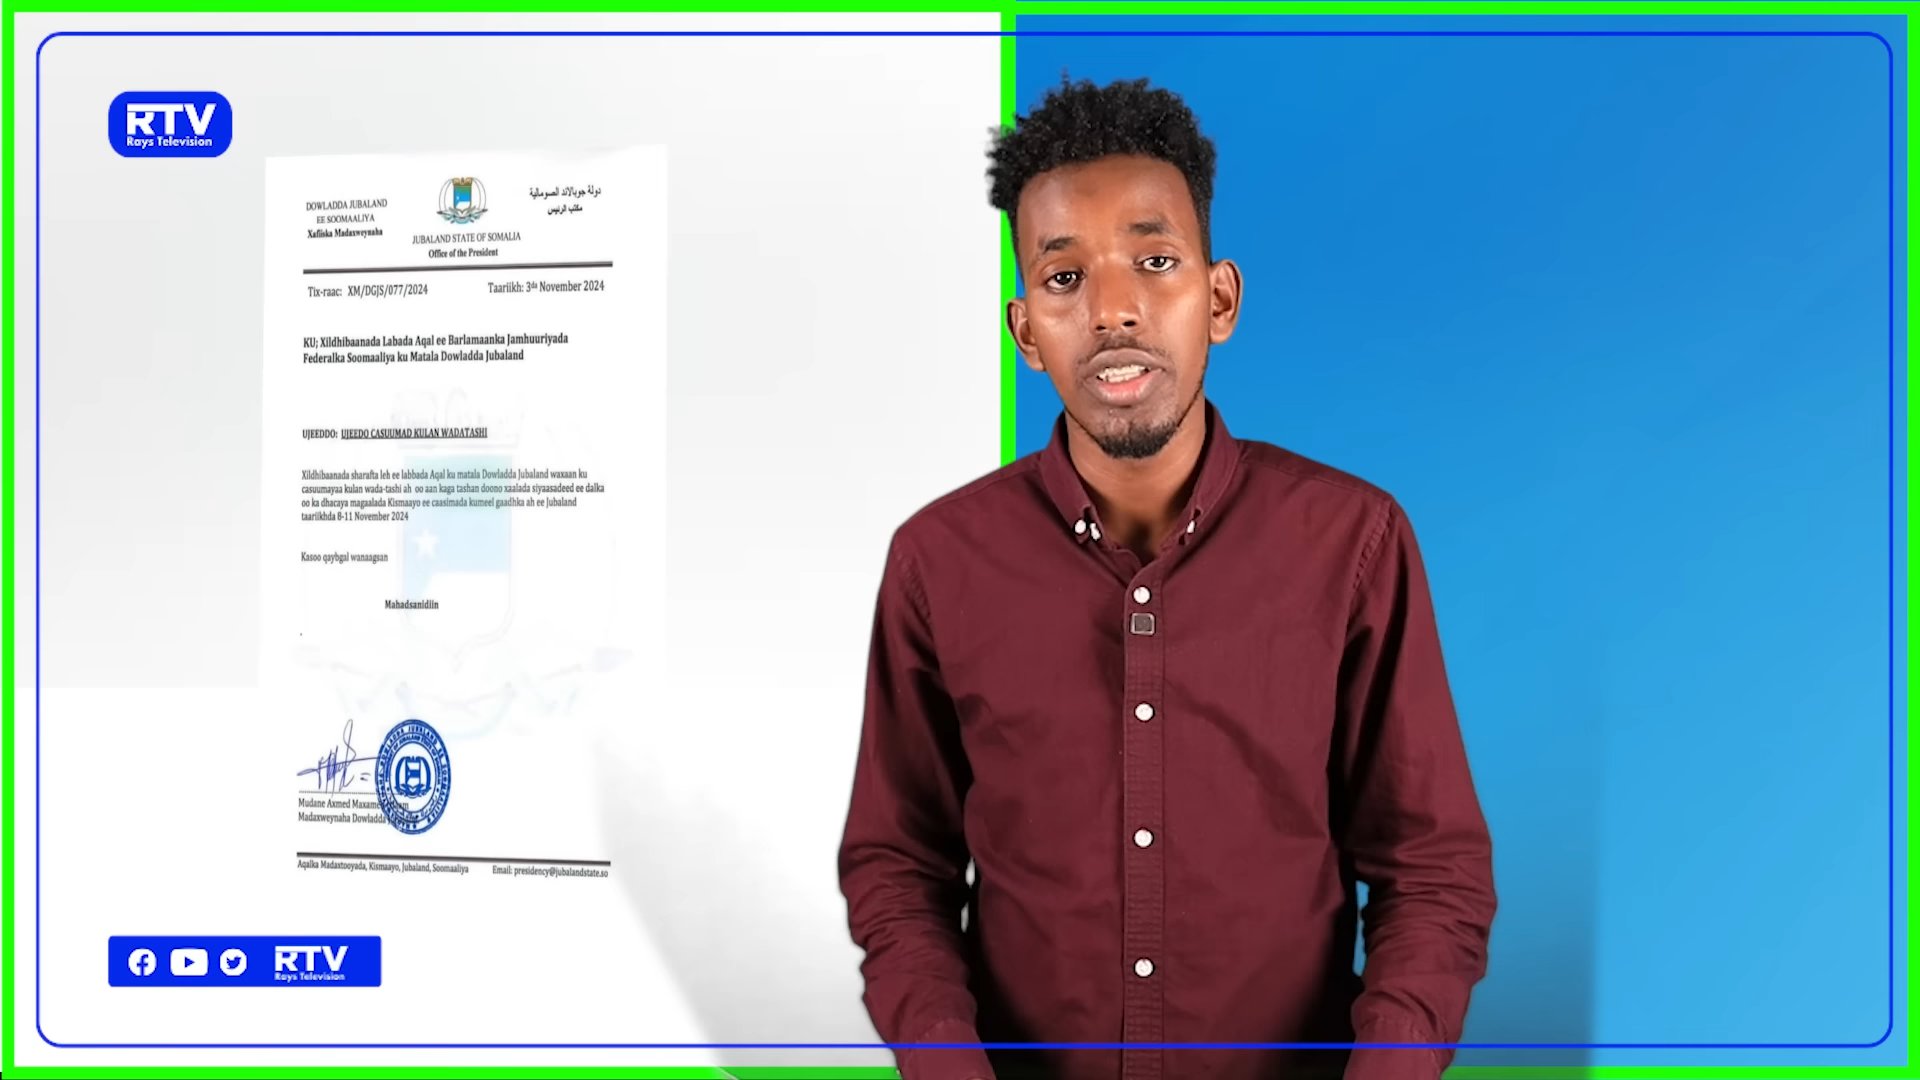 RTV
Rays Television
DOWLADDA JUBALAND
EE SOOMAALIYA
Xafiiska Madaxweynaha
دولة جوبالاند الصومالية
مكتب الرئيس
JUBALAND STATE OF SOMALIA
Office of the President
Tix-raac: XM/DGJS/077/2024
Taariikh: 3da November 2024
KU; Xildhibaanada Labada Aqal ee Barlamaanka Jamhuuriyada
Federalka Soomaaliya ku Matala Dowladda Jubaland
UJEEDDO: UJEEDO CASUUMAD KULAN WADATASHI
Xildhibaanada sharafta leh ee labbada Aqal ku matala Dowladda Jubaland waxaan ku
casuumayaa kulan wada-tashi ah oo aan kaga tashan doono xaalada siyaasadeed ee dalka
oo ka dhacaya magaalada Kismaayo ee caasimada kumeel gaadhka ah ee Jubaland
taariikhda 8-11 November 2024
Kasoo qaybgal wanaagsan
Mahadsanidiin
Mudane Axmed
Madaxweynaha Dowladda
Aqalka Madaxtooyada, Kismaayo, Jubaland, Soomaaliya
Email: presidency@jubalandstate.so
RTV
Rays Television